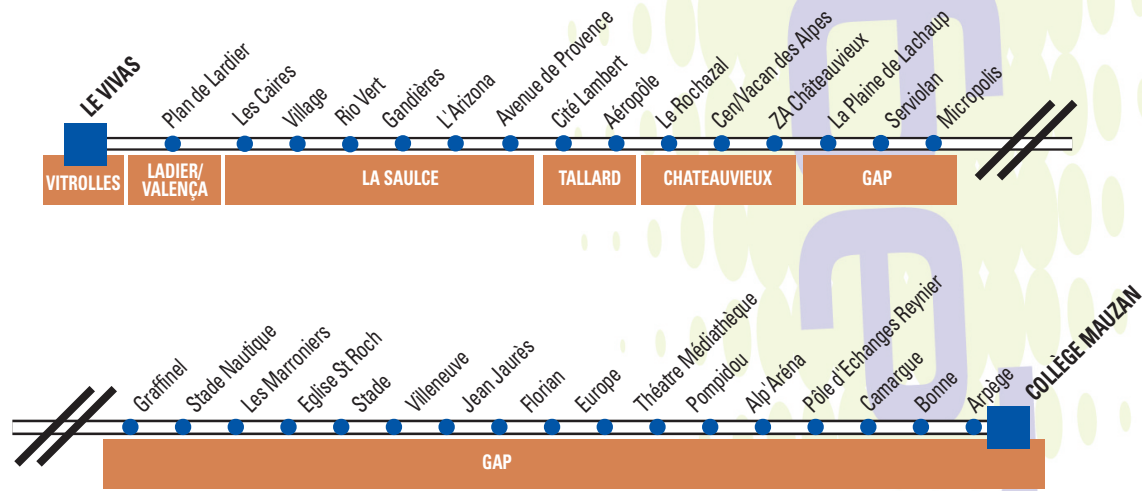 LE VIVAS
Plan de Lardier
Les Caires
Village
Rio Vert
Gandières
L'Arizona
Avenue de Provence
Cité Lambert
Aéropôle
Le Rochazal
Cen/Vacan des Alpes
ZA Châteauvieux
La Plaine de Lachaup
Serviolan
Micropolis
VITROLLES
LADIER/
VALENÇA
LA SAULCE
TALLARD
CHATEAUVIEUX
GAP
Graffinel
Stade Nautique
Les Marroniers
Eglise St Roch
Stade
Villeneuve
Jean Jaurès
Florian
Europe
Théatre Médiathèque
Pompidou
Alp'Aréna
Pôle d'Echanges Reynier
Camargue
Bonne
Arpège
COLLÈGE MAUZAN
GAP